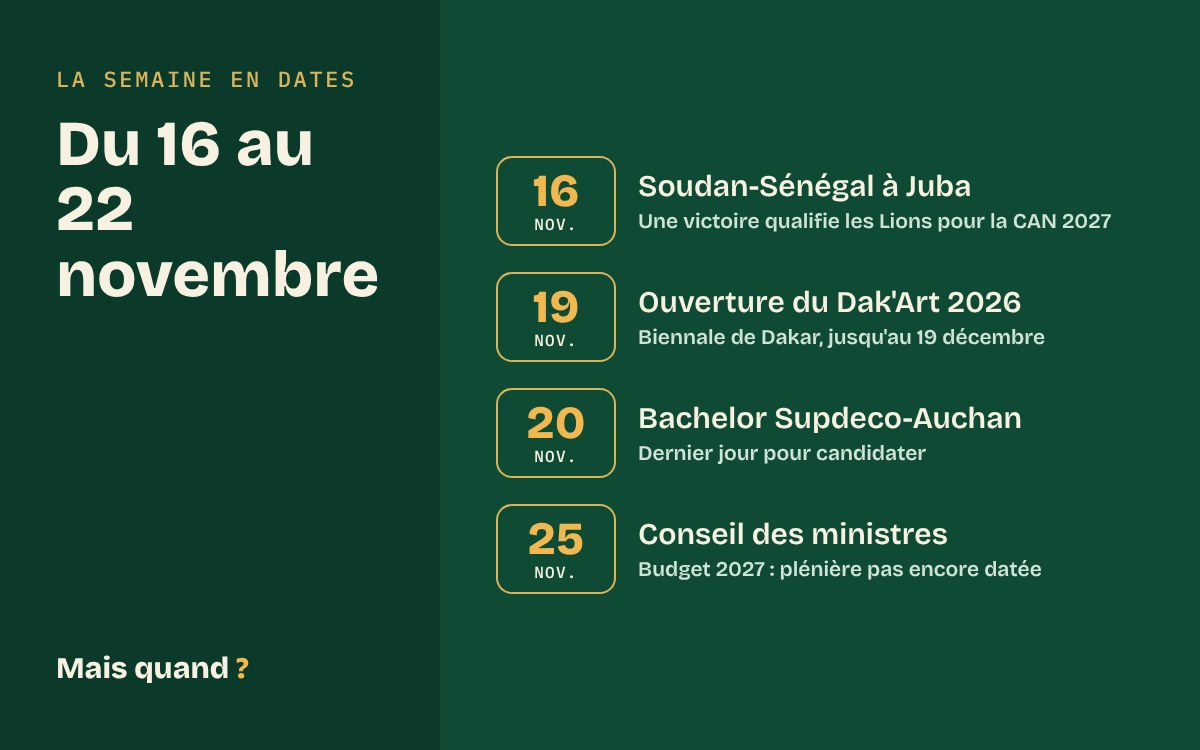 LA SEMAINE EN DATES
Du 16 au
22
novembre
16
NOV.
Soudan-Sénégal à Juba
Une victoire qualifie les Lions pour la CAN 2027
19
NOV.
Ouverture du Dak'Art 2026
Biennale de Dakar, jusqu'au 19 décembre
20
NOV.
Bachelor Supdeco-Auchan
Dernier jour pour candidater
25
NOV.
Conseil des ministres
Budget 2027 : plénière pas encore datée
Mais quand ?